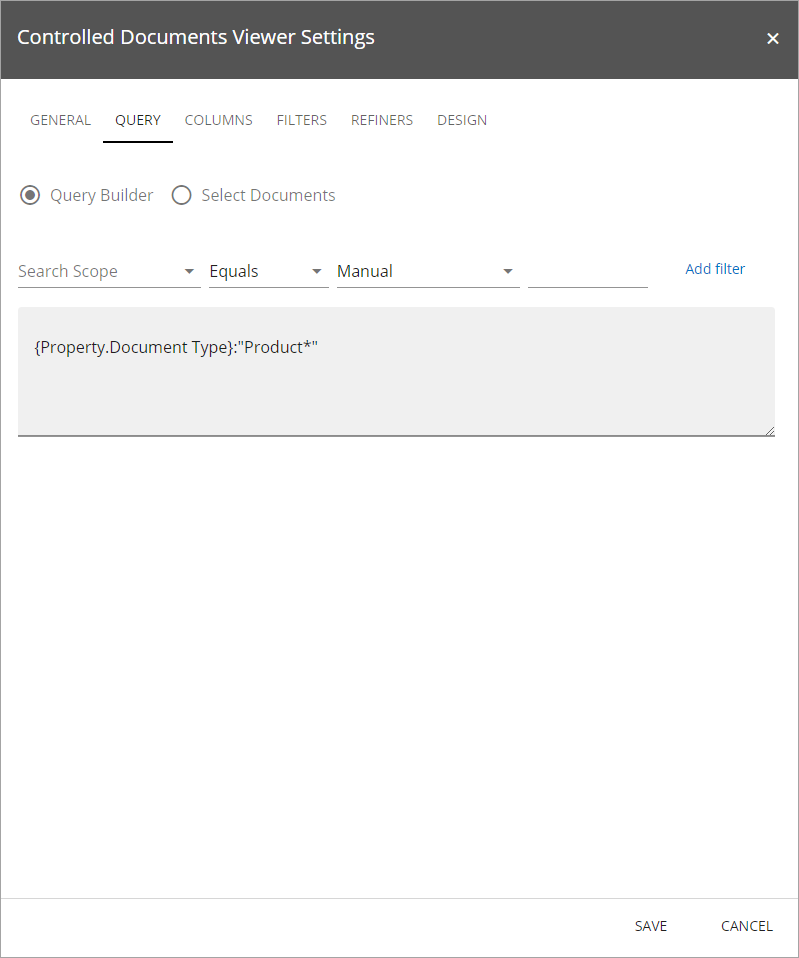 Controlled Documents Viewer Settings
GENERAL QUERY COLUMNS FILTERS REFINERS DESIGN
Query Builder Select Documents
Search Scope Equals Manual Add filter
{Property.Document Type}:"Product*"
SAVE CANCEL